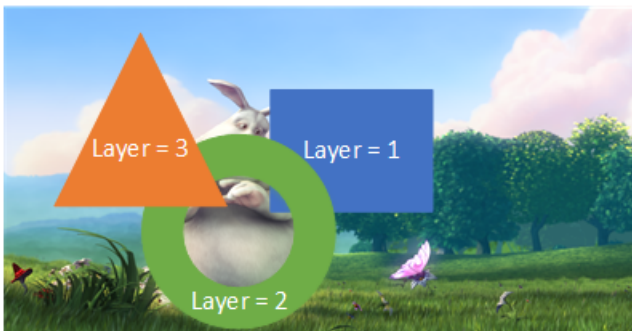 Layer = 3
Layer = 1
Layer = 2